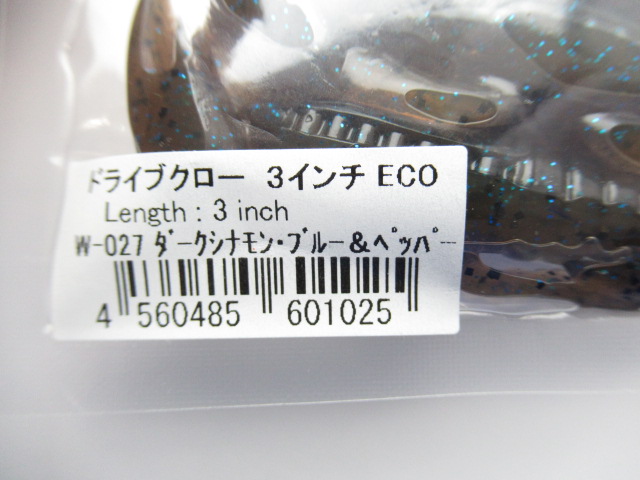 ドライブクロー 3インチ ECO
Length : 3 inch
W-027 ﾀﾞｰｸｼﾅﾓﾝ･ﾌﾞﾙｰ&ﾍﾟｯﾊﾟｰ
4 560485 601025